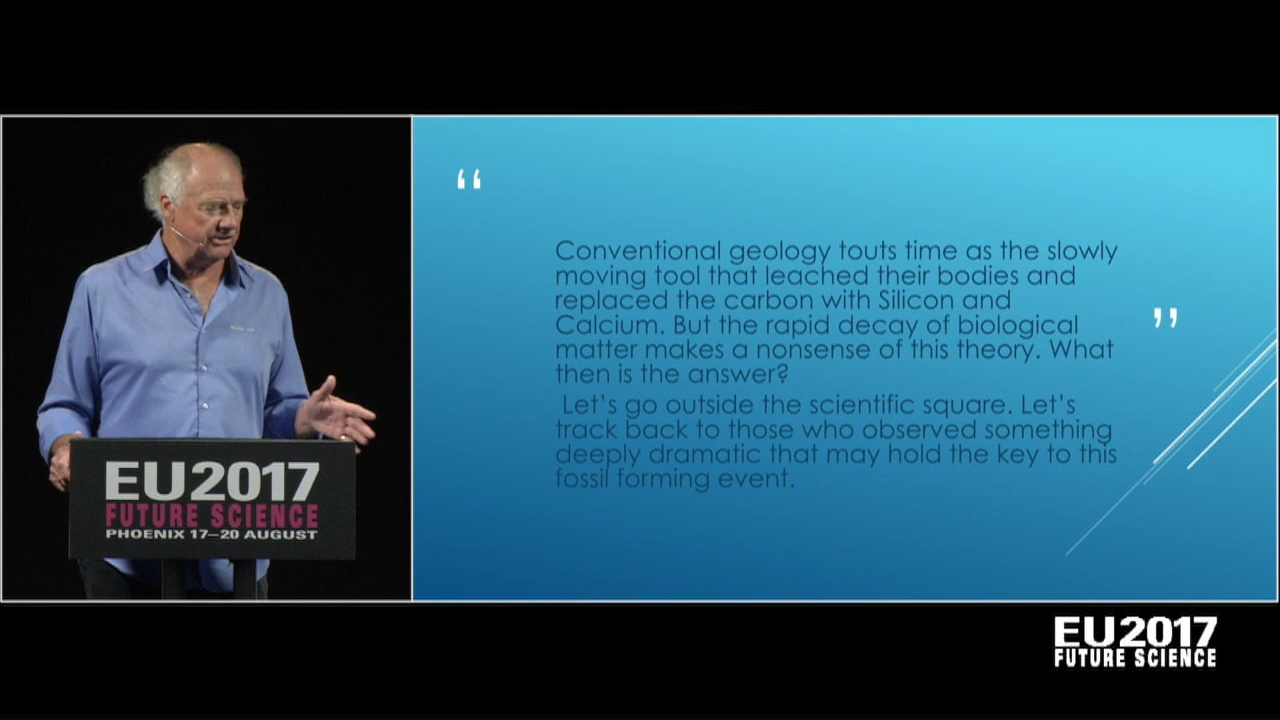 “
Conventional geology touts time as the slowly
moving tool that leached their bodies and
replaced the carbon with Silicon and
Calcium. But the rapid decay of biological
matter makes a nonsense of this theory. What
then is the answer?
Let’s go outside the scientific square. Let’s
track back to those who observed something
deeply dramatic that may hold the key to this
fossil forming event.
”
EU2017
FUTURE SCIENCE
PHOENIX 17–20 AUGUST
EU2017
FUTURE SCIENCE